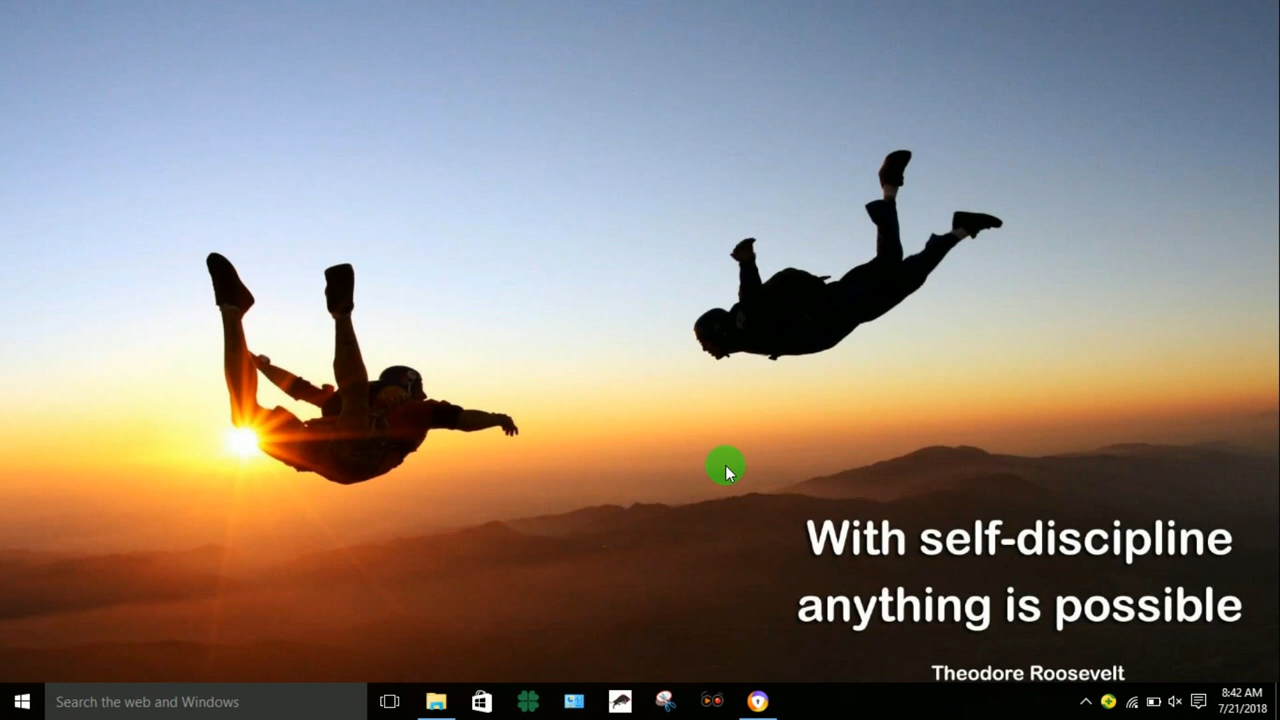 With self-discipline
anything is possible
Theodore Roosevelt
Search the web and Windows
8:42 AM
7/21/2018